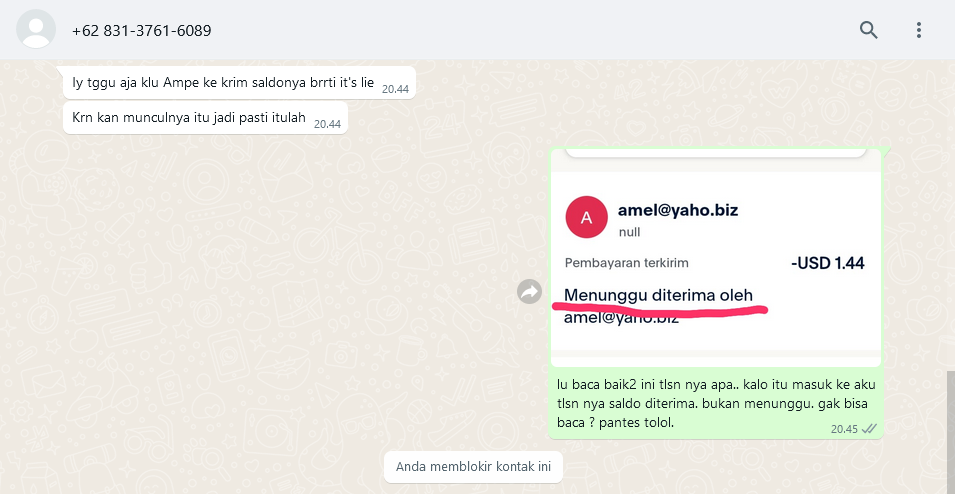 +62 831-3761-6089
Iy tggu aja klu Ampe ke krim saldonya brrti it's lie
20.44
Krn kan munculnya itu jadi pasti itulah
20.44
A
amel@yaho.biz
null
Pembayaran terkirim
-USD 1.44
Menunggu diterima oleh
amel@yaho.biz
lu baca baik2 ini tlsn nya apa.. kalo itu masuk ke aku
tlsn nya saldo diterima. bukan menunggu. gak bisa
baca ? pantes tolol.
20.45
Anda memblokir kontak ini